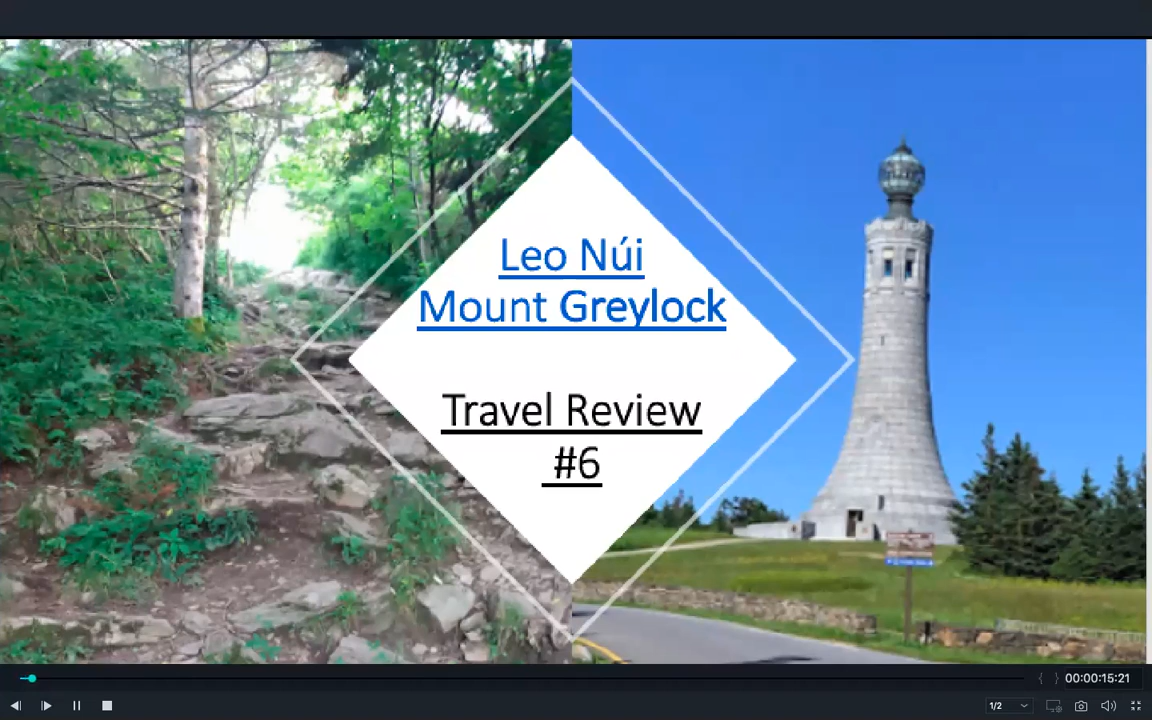 Leo Núi
Mount Greylock
Travel Review
#6
00:00:15:21
1/2